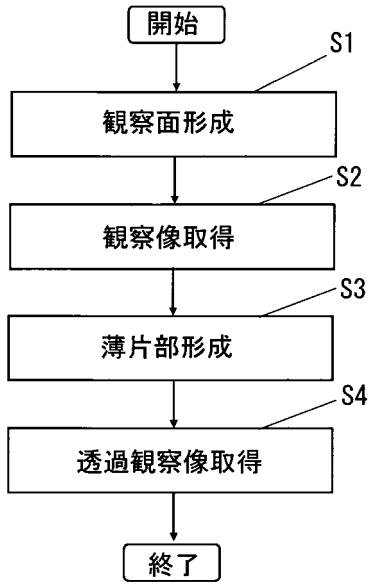 開始
S1
観察面形成
S2
観察像取得
S3
薄片部形成
S4
透過観察像取得
終了